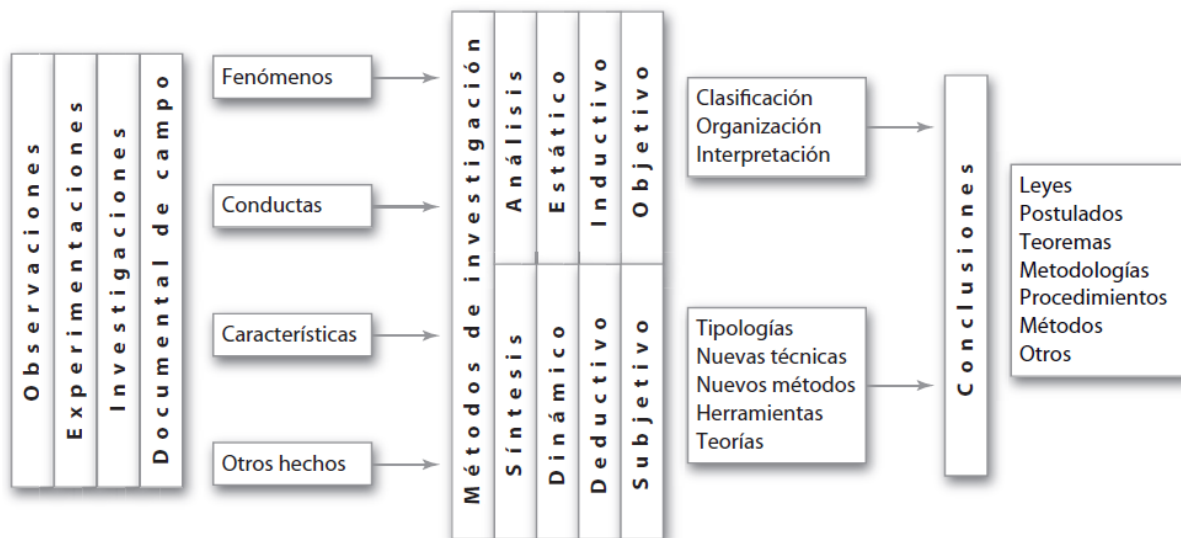 Observaciones
Experimentaciones
Investigaciones
Documental de campo
Fenómenos
Conductas
Características
Otros hechos
Métodos de investigación
Análisis
Estático
Inductivo
Objetivo
Síntesis
Dinámico
Deductivo
Subjetivo
Clasificación
Organización
Interpretación
Tipologías
Nuevas técnicas
Nuevos métodos
Herramientas
Teorías
Conclusiones
Leyes
Postulados
Teoremas
Metodologías
Procedimientos
Métodos
Otros